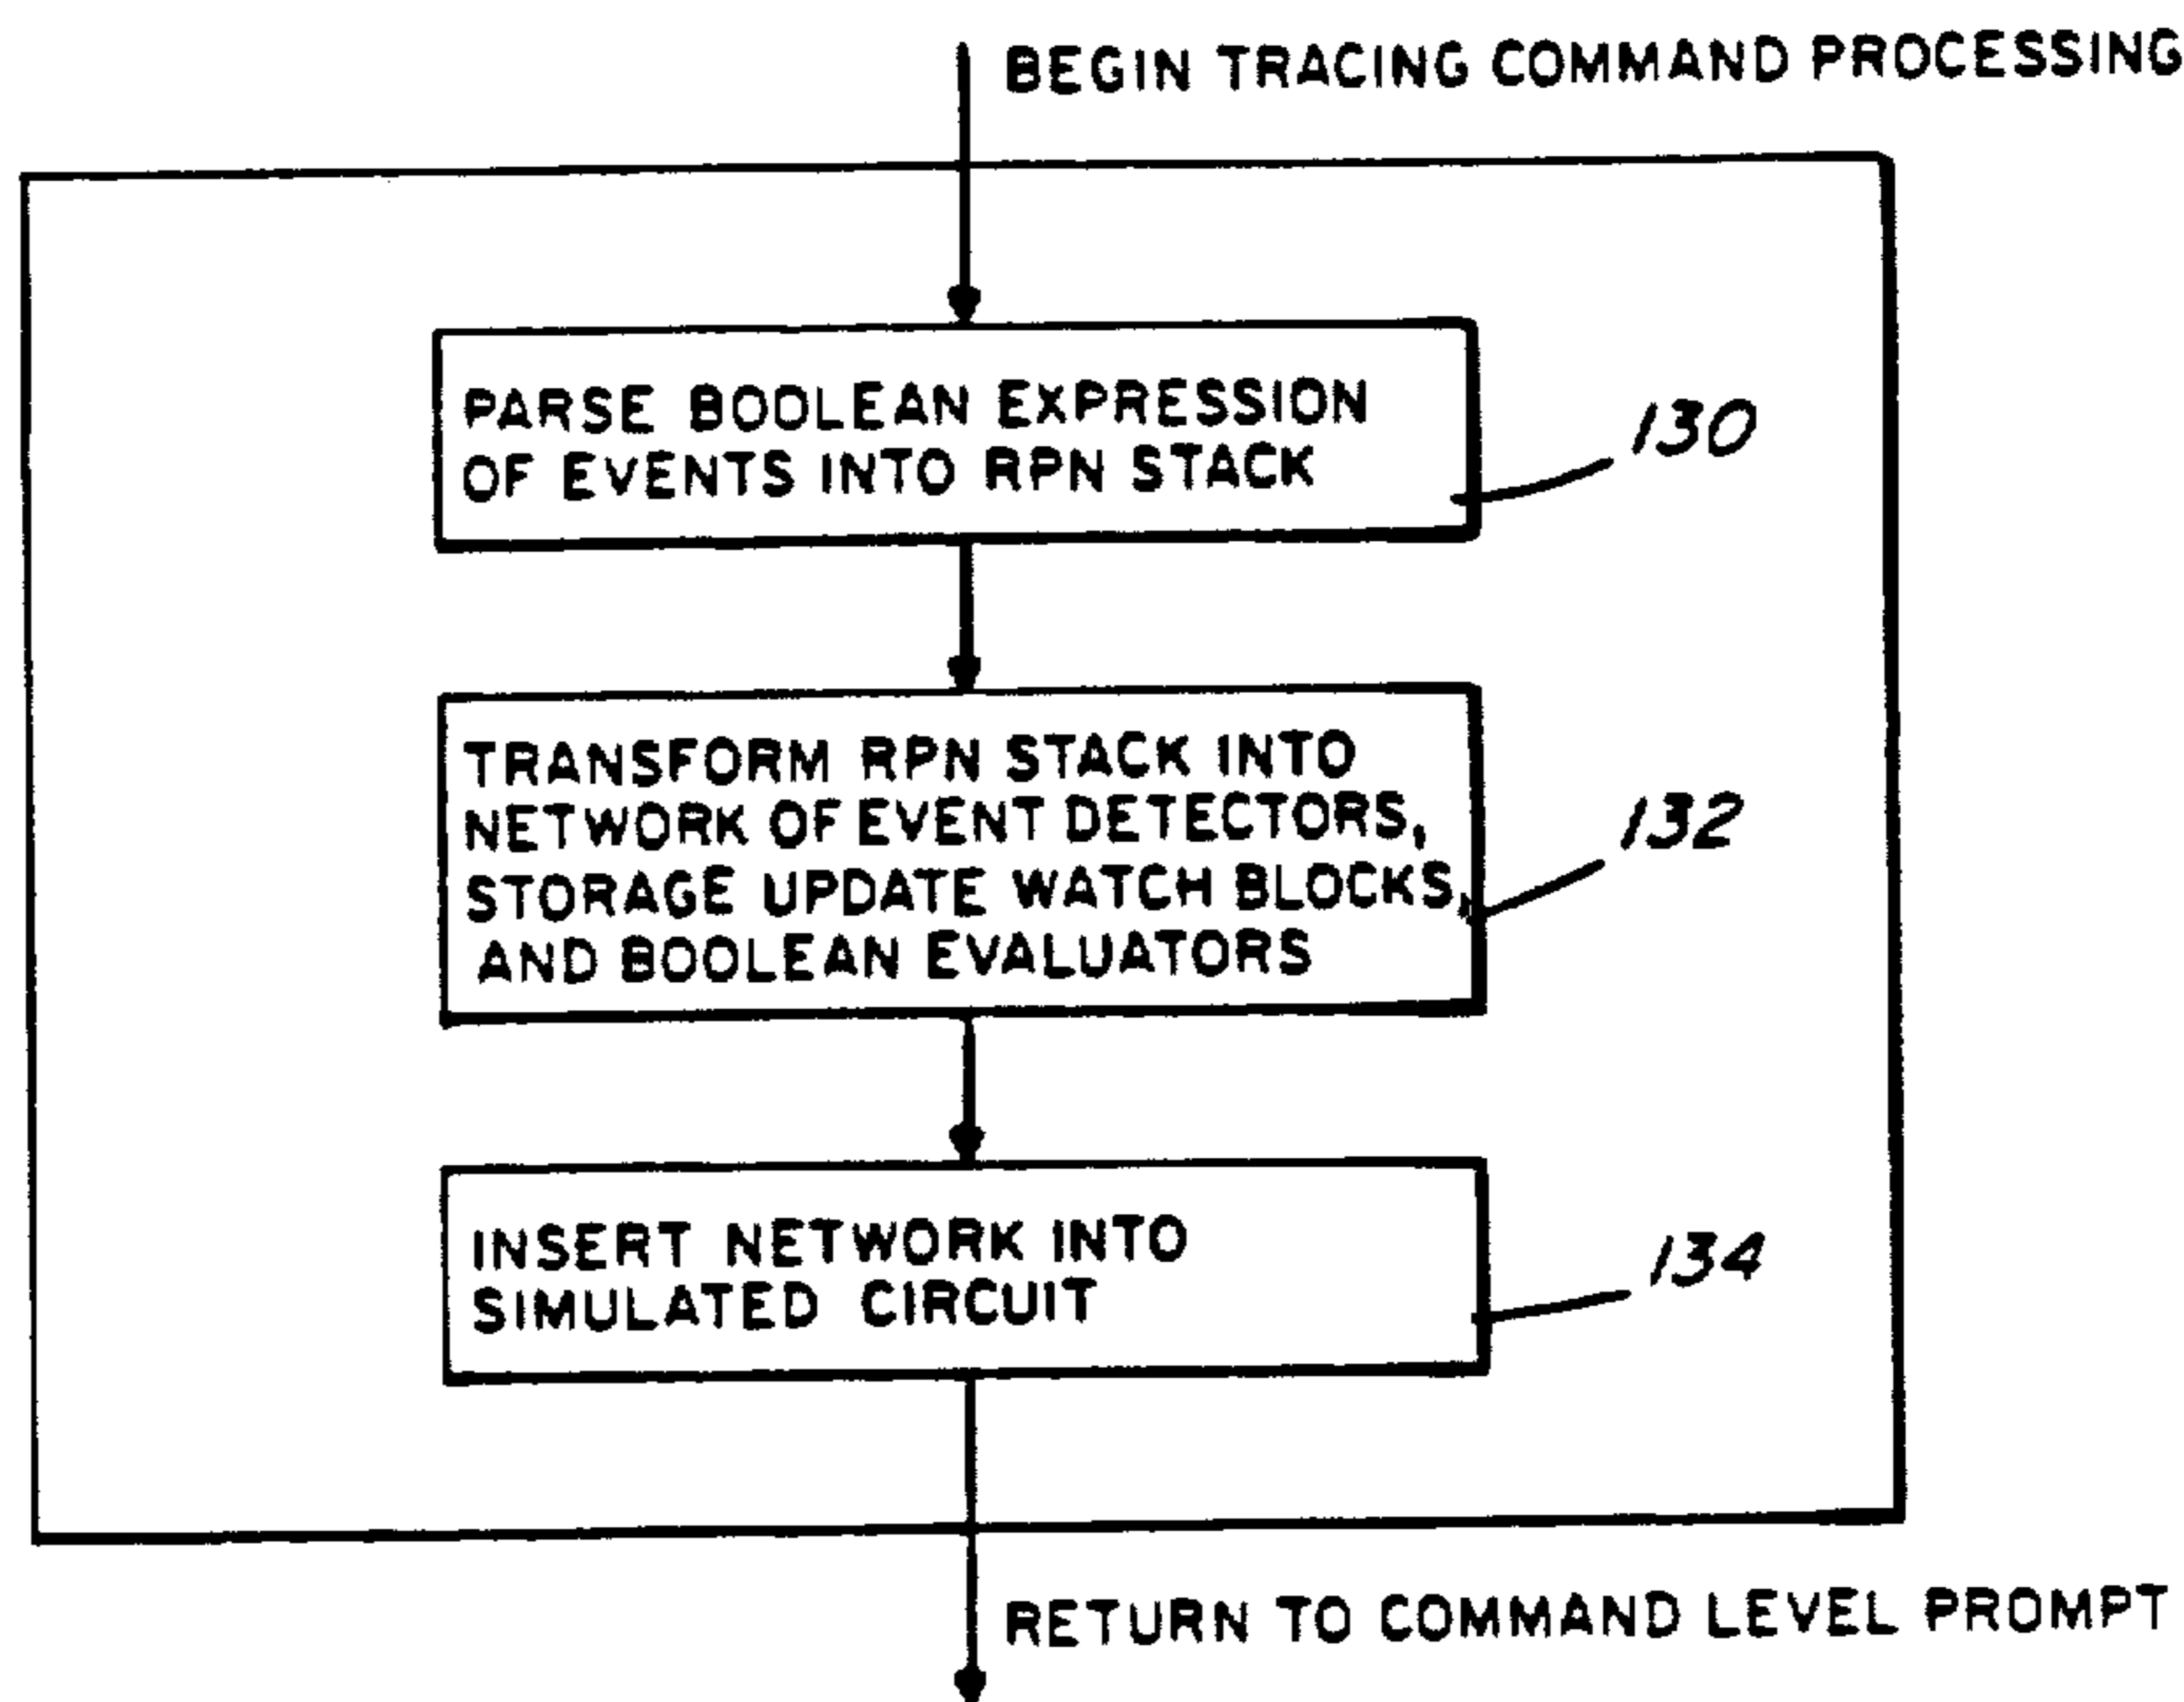 BEGIN TRACING COMMAND PROCESSING
PARSE BOOLEAN EXPRESSION
OF EVENTS INTO RPN STACK
130
TRANSFORM RPN STACK INTO
NETWORK OF EVENT DETECTORS,
STORAGE UPDATE WATCH BLOCKS,
AND BOOLEAN EVALUATORS
132
INSERT NETWORK INTO
SIMULATED CIRCUIT
134
RETURN TO COMMAND LEVEL PROMPT